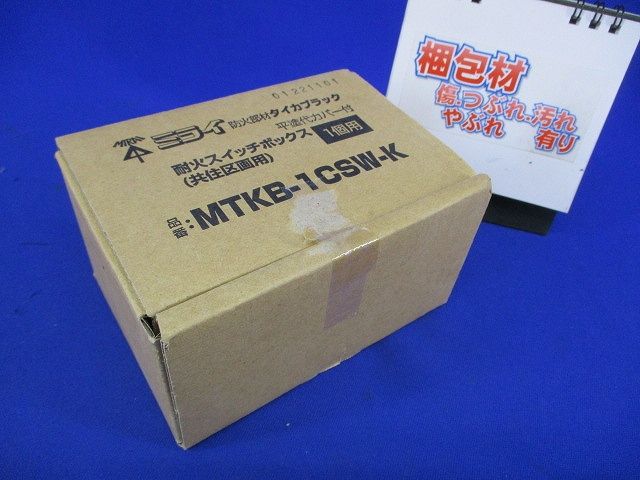 01221101
MIRAI ミライ 防火部材タイカブラック
平塗代カバー付
耐火スイッチボックス 1個用
(共住区画用)
品番:MTKB-1CSW-K
梱包材
傷・つぶれ・汚れ
やぶれ 有り